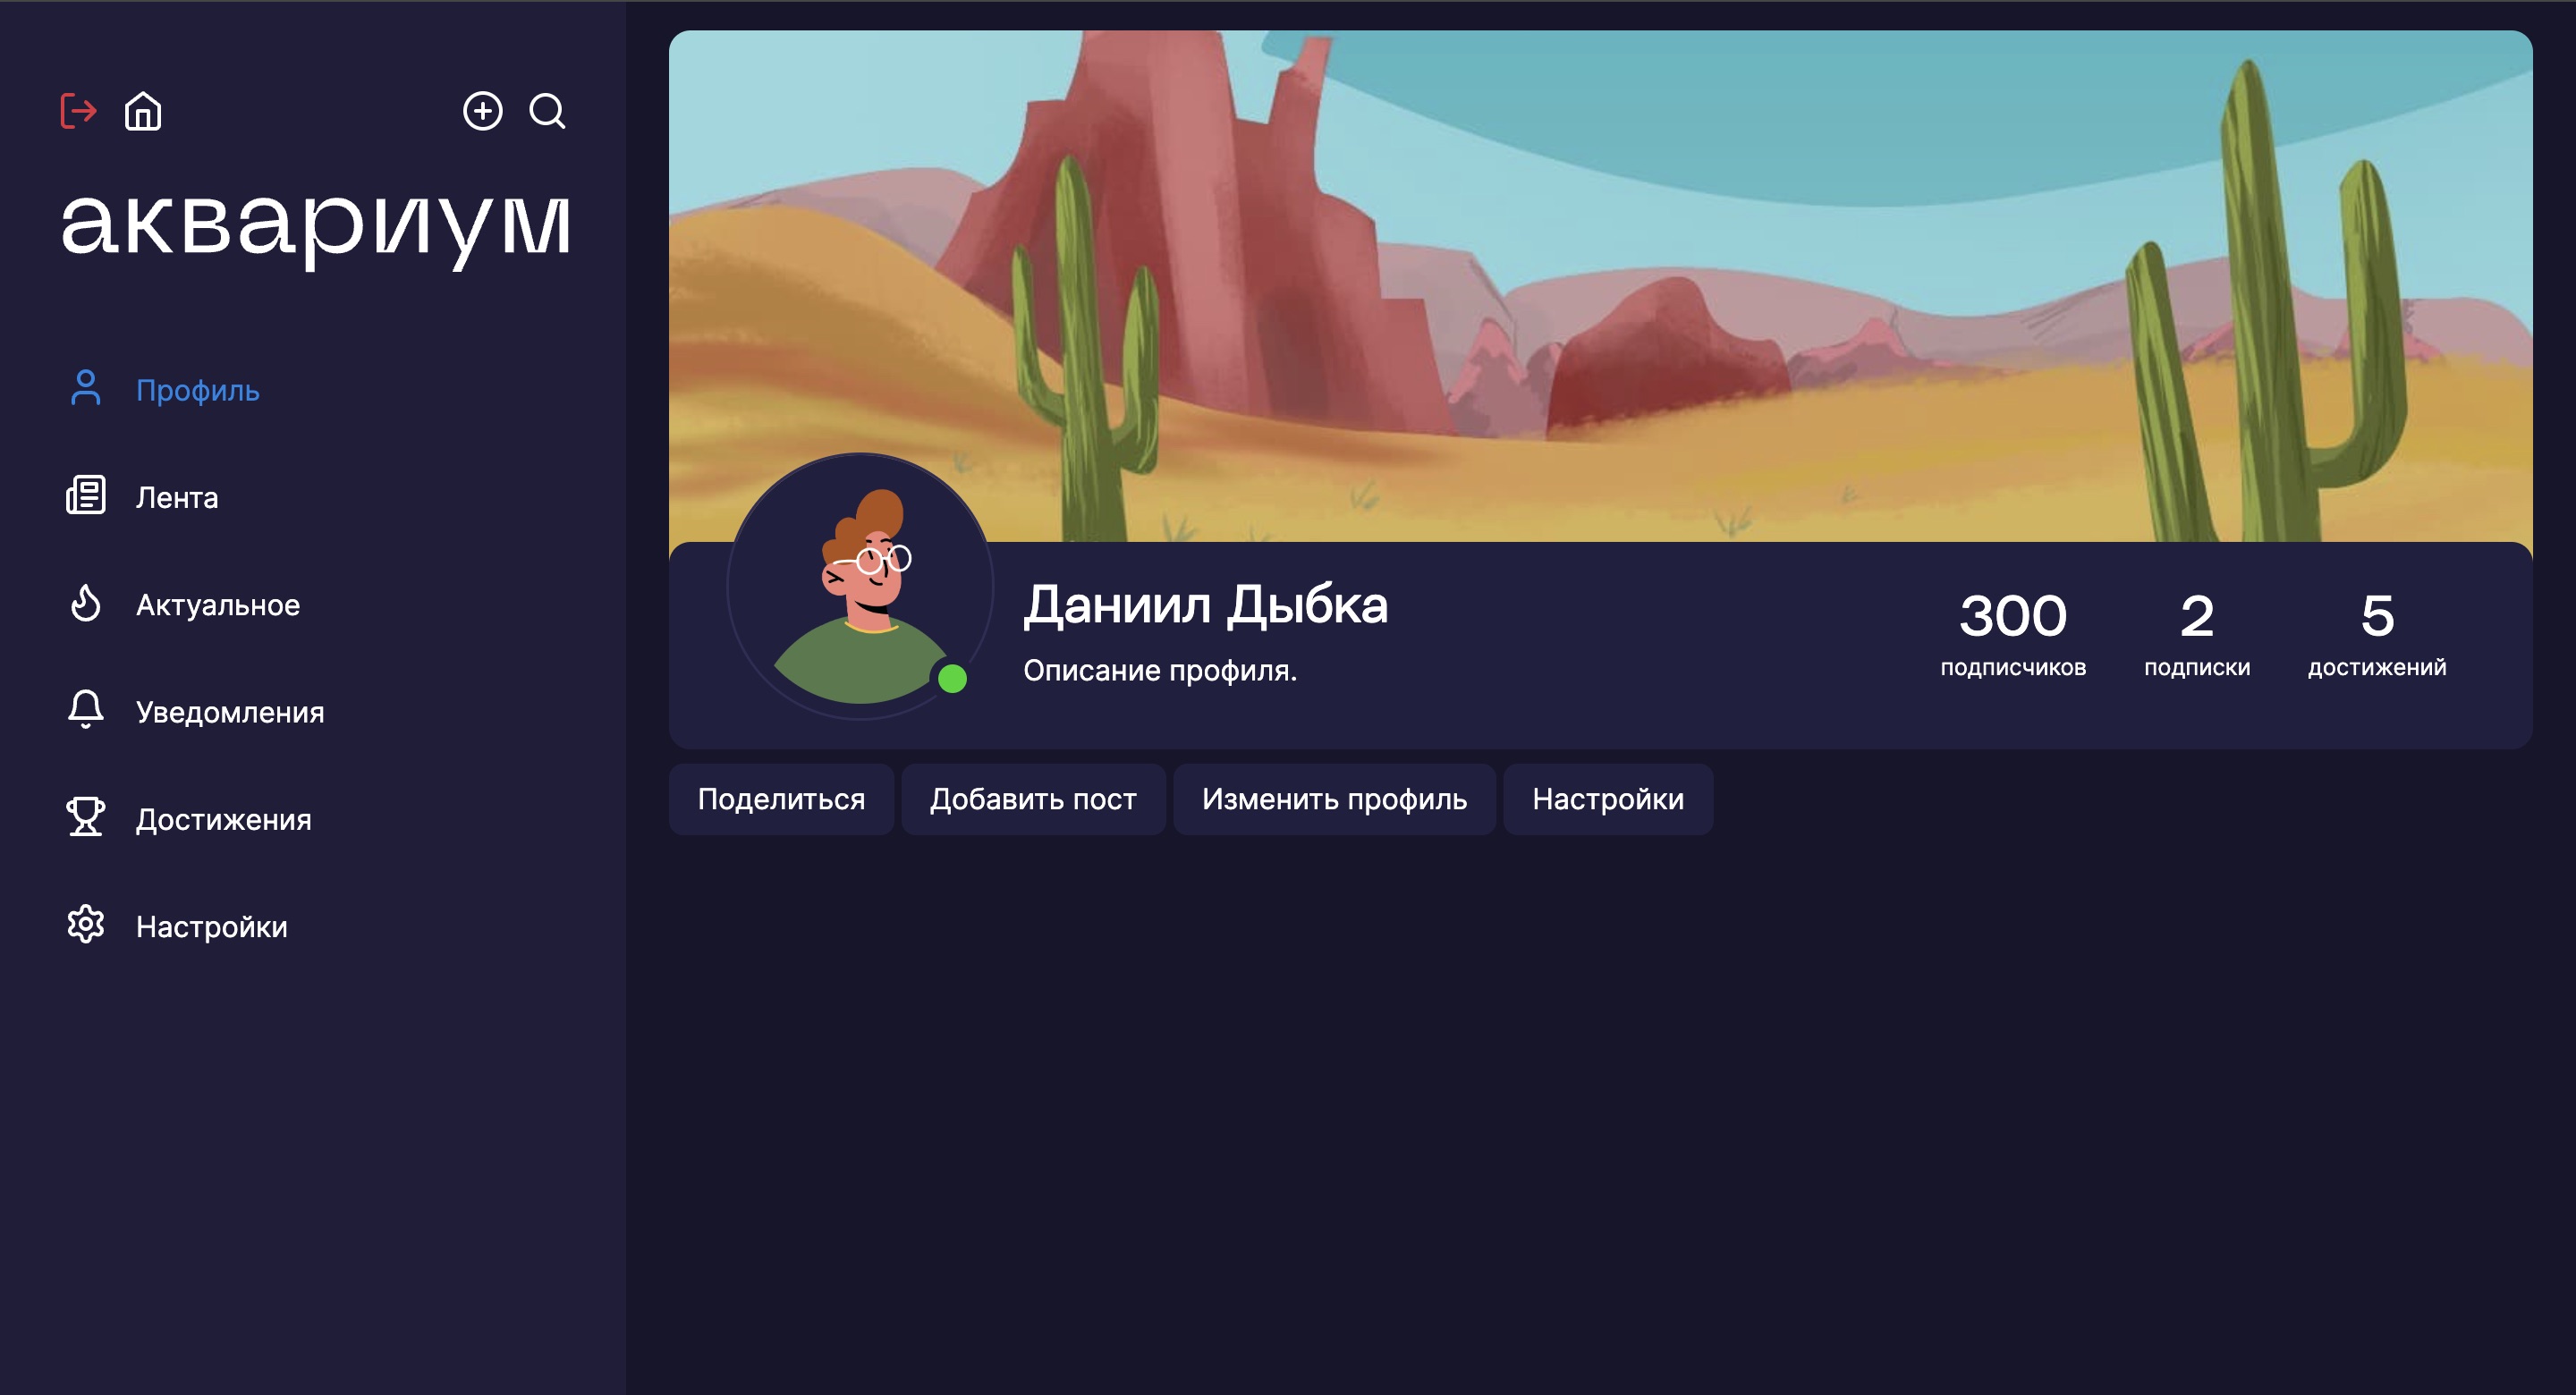 аквариум
Профиль
Лента
Актуальное
Уведомления
Достижения
Настройки
Даниил Дыбка
Описание профиля.
300
подписчиков
2
подписки
5
достижений
Поделиться
Добавить пост
Изменить профиль
Настройки